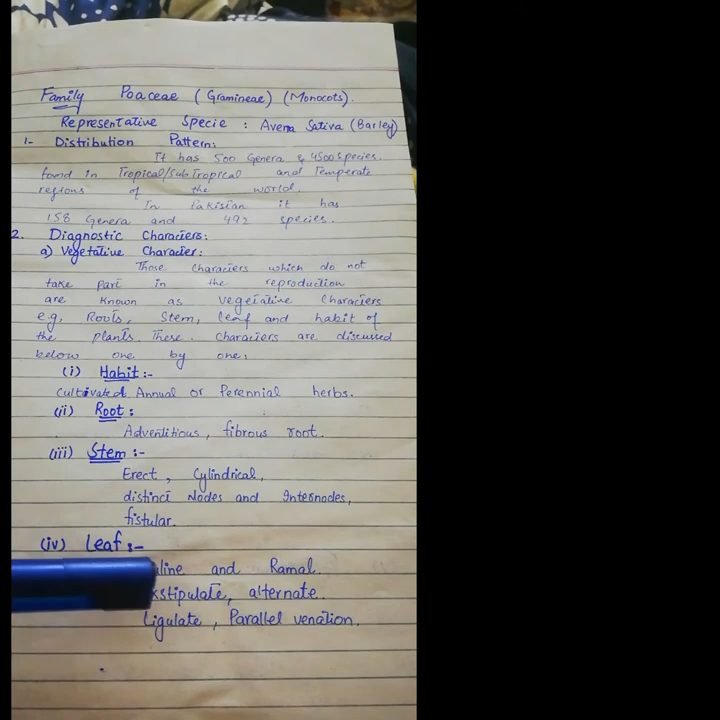 Family Poaceae (Gramineae) (Monocots).
Representative Specie : Avena Sativa (Barley)
1- Distribution Pattern:
It has 500 Genera & 4500 species.
found in Tropical/SubTropical and Temperate
regions of the world.
In Pakistan it has
158 Genera and 492 species.
2. Diagnostic Characters:
a) Vegetative Character:
Those characters which do not
take part in the reproduction
are known as vegetative characters
e.g, Roots, Stem, leaf and habit of
the plants. These characters are discussed
below one by one:
(i) Habit:-
Cultivated Annual or Perennial herbs.
(ii) Root:
Adventitious, fibrous root.
(iii) Stem:-
Erect, Cylindrical,
distinct Nodes and Internodes,
fistular.
(iv) Leaf:-
line and Ramal.
xstipulate, alternate.
Ligulate, Parallel venation.